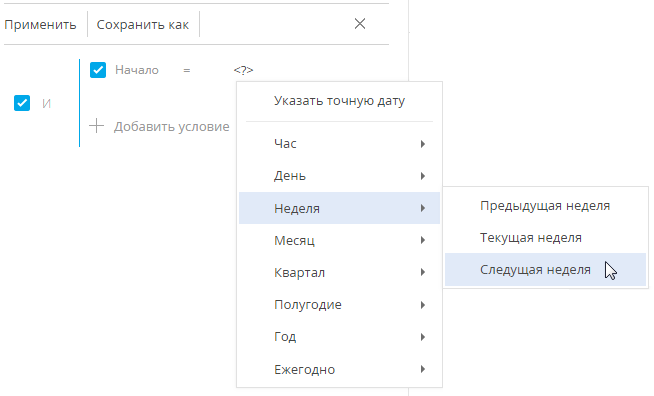 Применить Сохранить как
Начало = <?>
И
Добавить условие
Указать точную дату
Час
День
Неделя
Месяц
Квартал
Полугодие
Год
Ежегодно
Предыдущая неделя
Текущая неделя
Следущая неделя